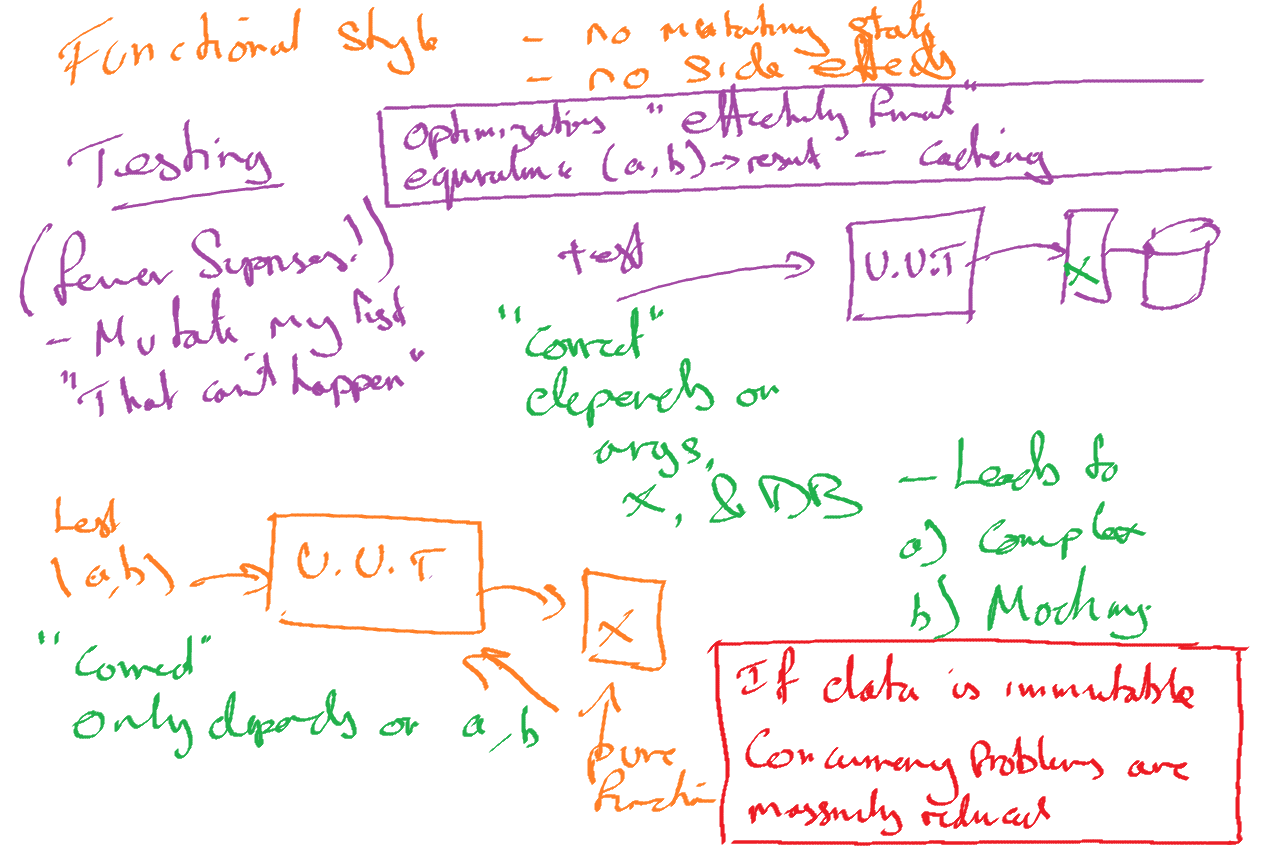 Functional Style
- no mutating state
- no side effects
Testing
Optimizations "effectively final"
equivalence (a,b)->result - caching
(fewer Surprises!)
- Mutate my list
"That can't happen"
test
U.U.T
X
"Correct"
depends on
args,
X, & DB
- Leads to
a) Complex
b) Mocking
test
(a,b)
U.U.T
X
pure
function
"Correct"
Only depends on a,b
If data is immutable
Concurrency Problems are
massively reduced